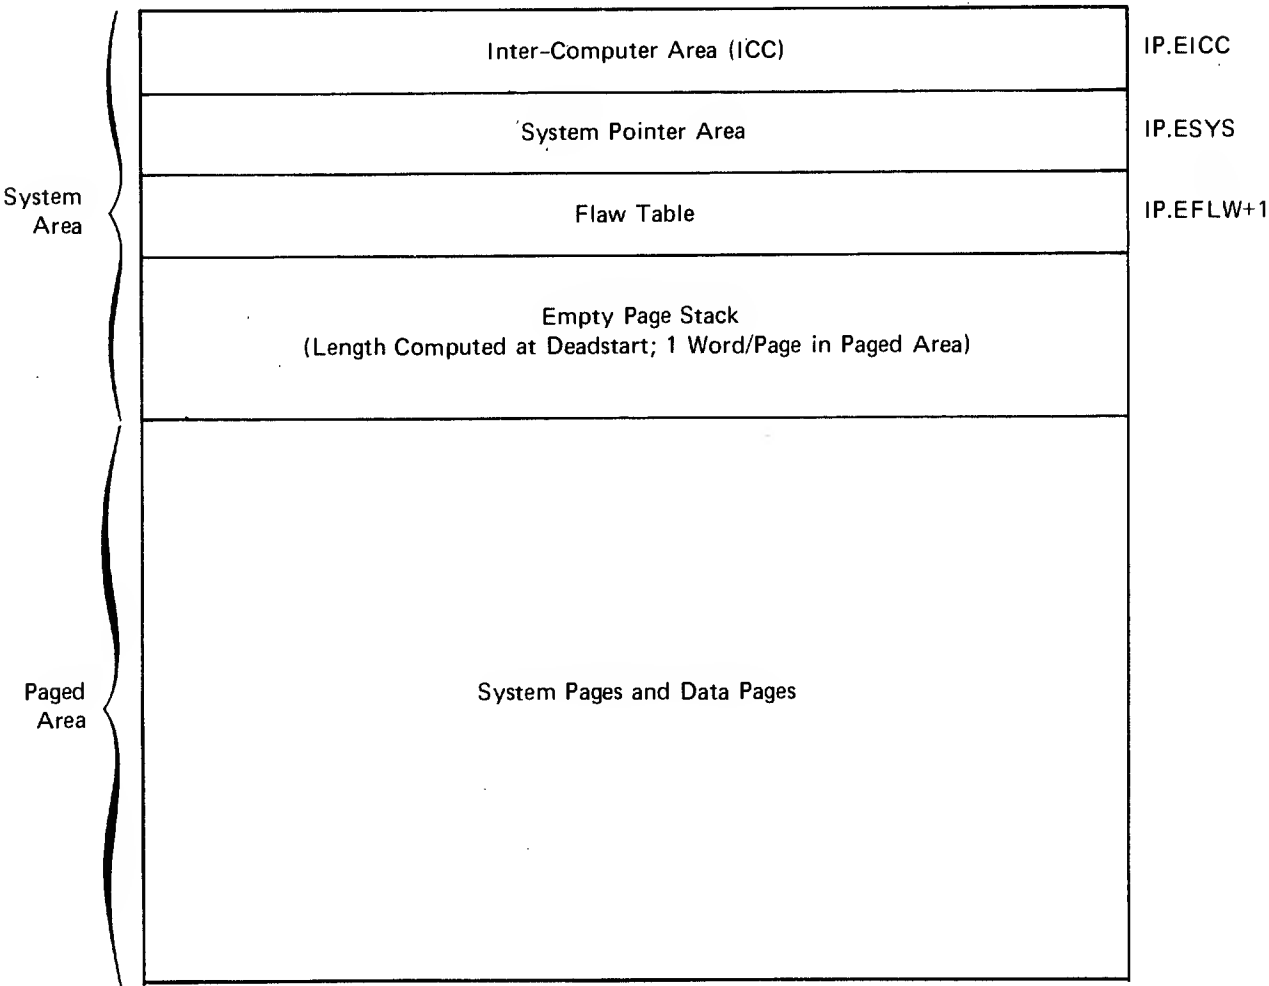 Inter-Computer Area (ICC)
IP.EICC
System Pointer Area
IP.ESYS
System
Area
Flaw Table
IP.EFLW+1
Empty Page Stack
(Length Computed at Deadstart; 1 Word/Page in Paged Area)
Paged
Area
System Pages and Data Pages